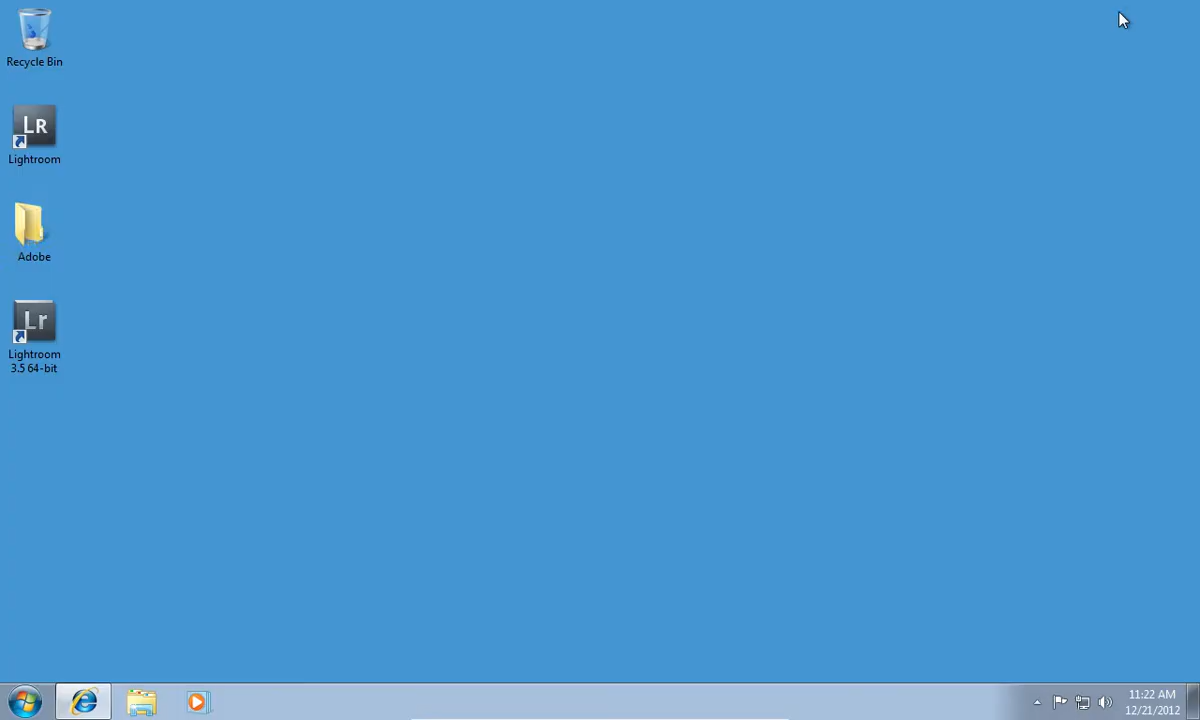 Recycle Bin
LR
Lightroom
Adobe
Lr
Lightroom
3.5 64-bit
11:22 AM
12/21/2012